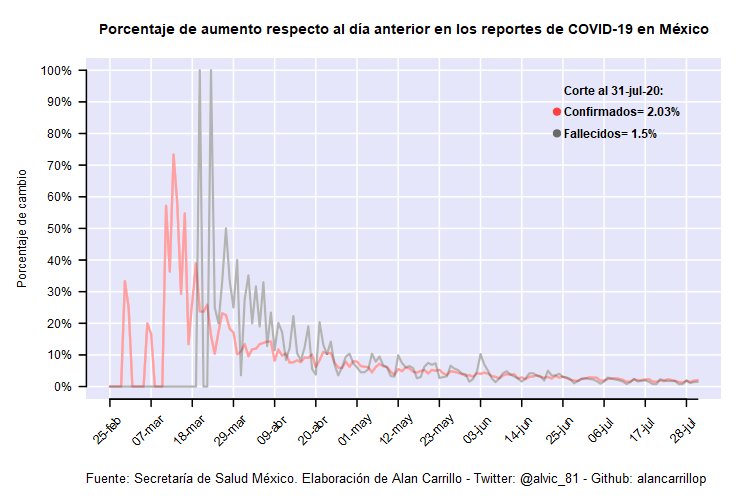 Porcentaje de aumento respecto al día anterior en los reportes de COVID-19 en México
Corte al 31-jul-20:
Confirmados= 2.03%
Fallecidos= 1.5%
Porcentaje de cambio
100%
90%
80%
70%
60%
50%
40%
30%
20%
10%
0%
25-feb
07-mar
18-mar
29-mar
09-abr
20-abr
01-may
12-may
23-may
03-jun
14-jun
25-jun
06-jul
17-jul
28-jul
Fuente: Secretaría de Salud México. Elaboración de Alan Carrillo - Twitter: @alvic_81 - Github: alancarrillop